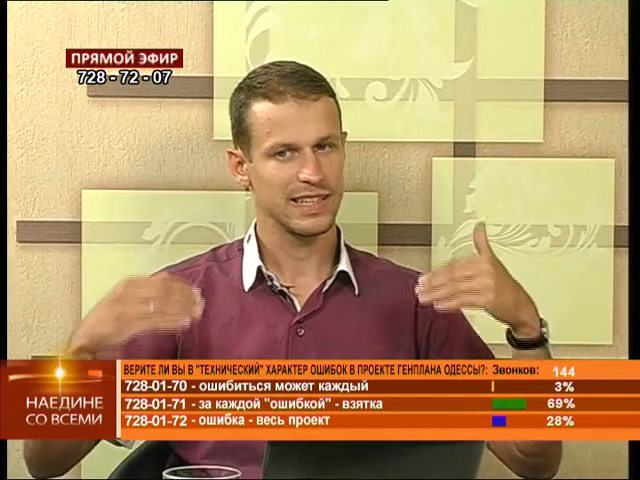 ПРЯМОЙ ЭФИР
728-72-07
ВЕРИТЕ ЛИ ВЫ В "ТЕХНИЧЕСКИЙ" ХАРАКТЕР ОШИБОК В ПРОЕКТЕ ГЕНПЛАНА ОДЕССЫ?: Звонков: 144
728-01-70 - ошибиться может каждый 3%
728-01-71 - за каждой "ошибкой" - взятка 69%
728-01-72 - ошибка - весь проект 28%
НАЕДИНЕ
СО ВСЕМИ